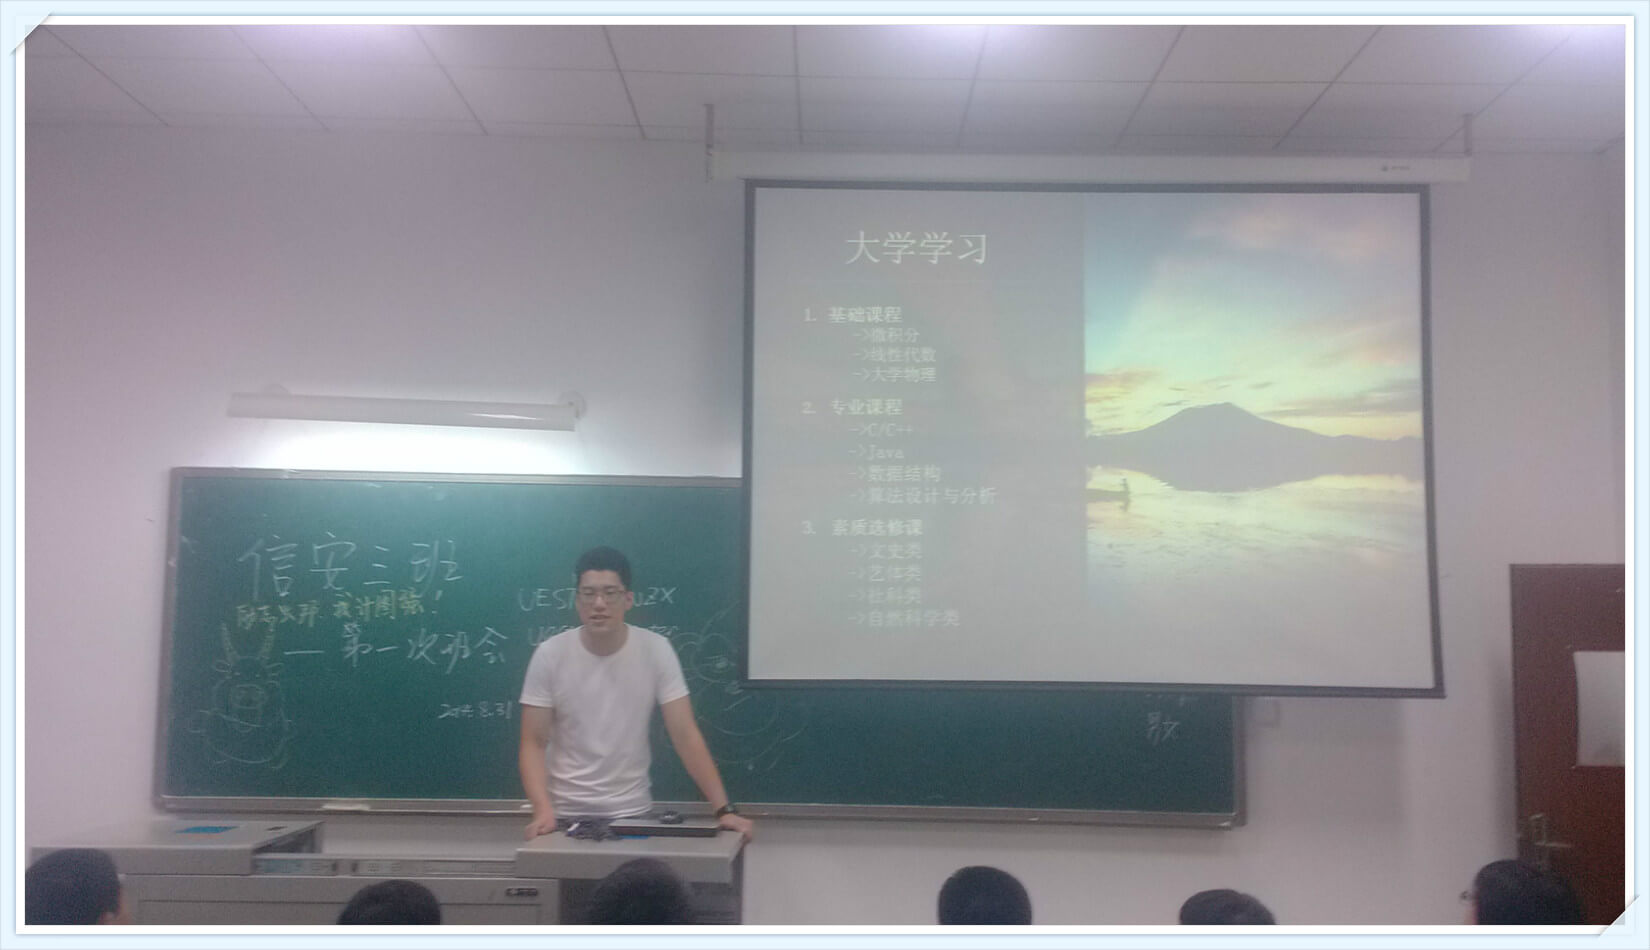 信安三班
第一次班会
大学学习
1. 基础课程
->微积分
->线性代数
->大学物理
2. 专业课程
->C/C++
->Java
->数据结构
->算法设计与分析
3. 素质选修课
->文史类
->艺体类
->社科类
->自然科学类